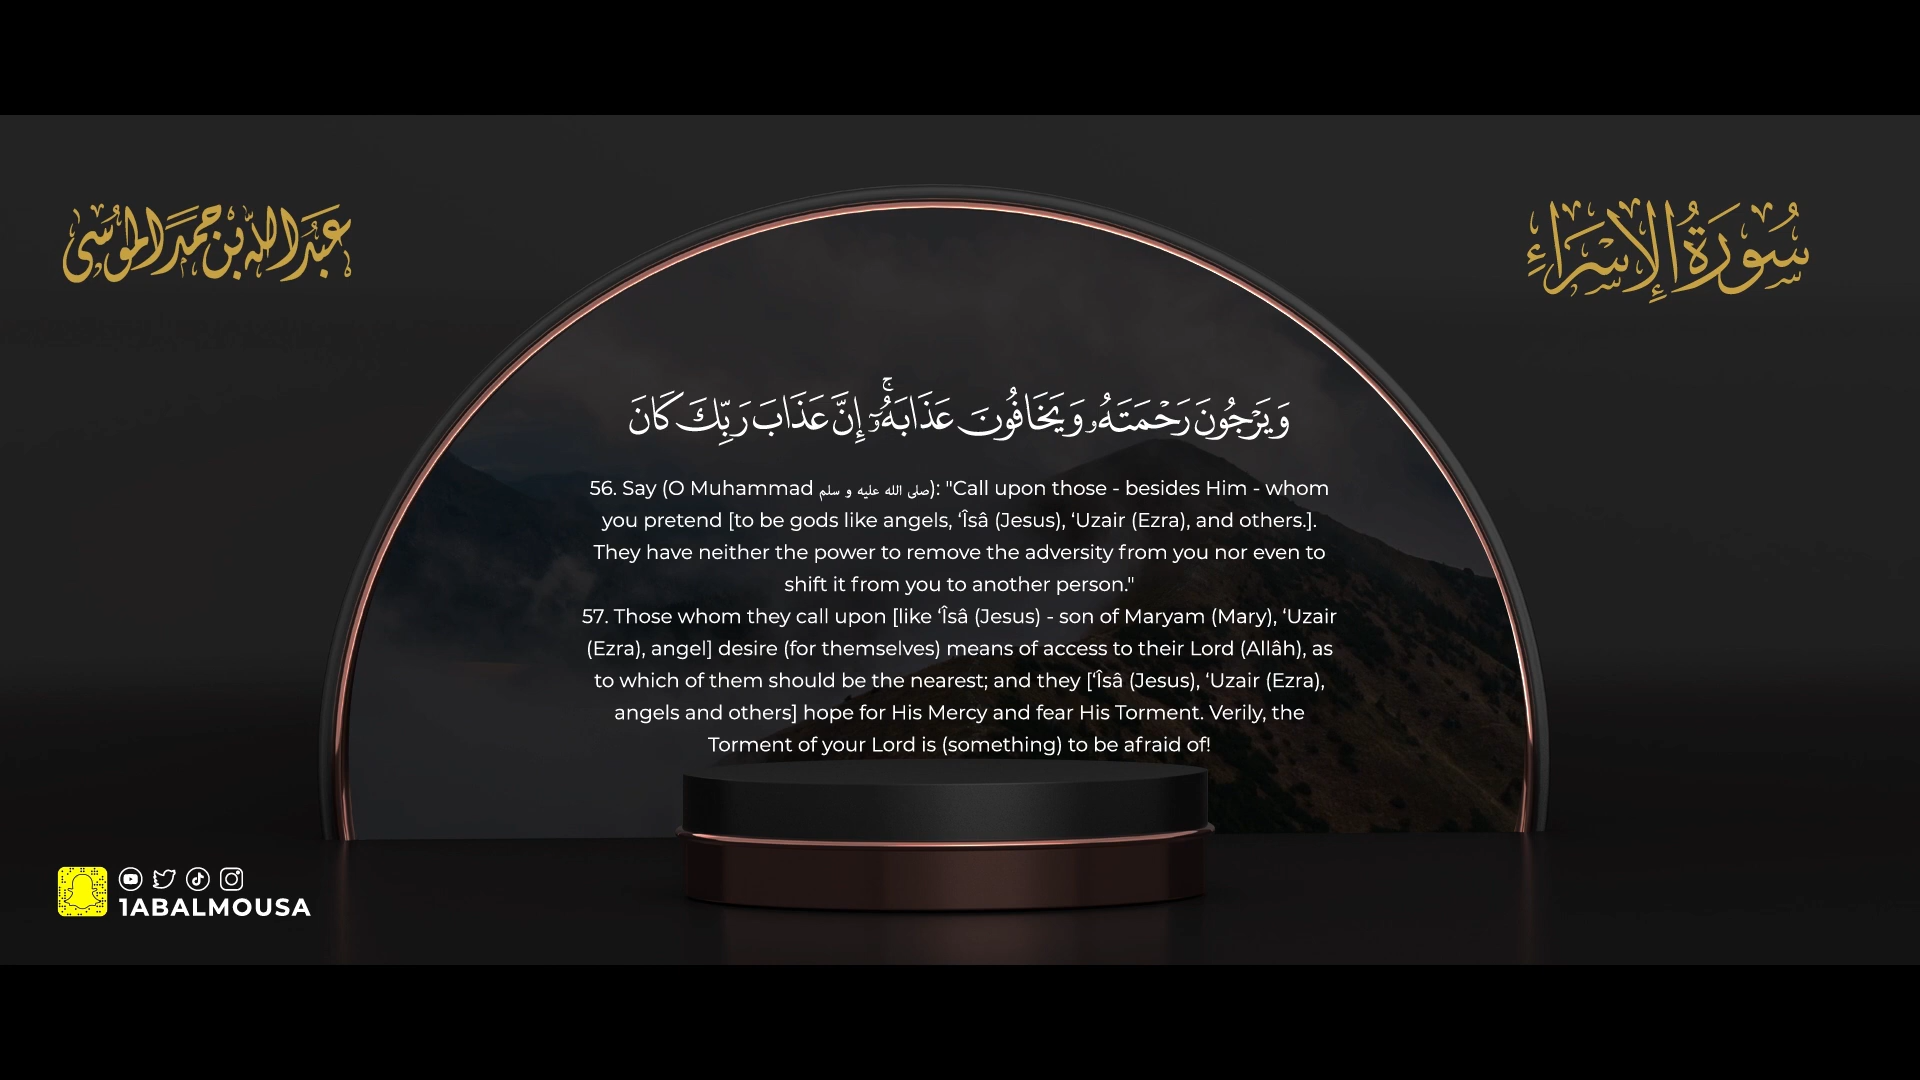 عَبْدُ اللَّه بْن حَمَد الْمُوسَى
سُورَةُ الْإِسْرَاءِ
وَيَرْجُونَ رَحْمَتَهُۥ وَيَخَافُونَ عَذَابَهُۥٓ ۚ إِنَّ عَذَابَ رَبِّكَ كَانَ
56. Say (O Muhammad صلى الله عليه و سلم): "Call upon those - besides Him - whom
you pretend [to be gods like angels, ‘Îsâ (Jesus), ‘Uzair (Ezra), and others.].
They have neither the power to remove the adversity from you nor even to
shift it from you to another person."
57. Those whom they call upon [like ‘Îsâ (Jesus) - son of Maryam (Mary), ‘Uzair
(Ezra), angel] desire (for themselves) means of access to their Lord (Allâh), as
to which of them should be the nearest; and they [‘Îsâ (Jesus), ‘Uzair (Ezra),
angels and others] hope for His Mercy and fear His Torment. Verily, the
Torment of your Lord is (something) to be afraid of!
1ABALMOUSA